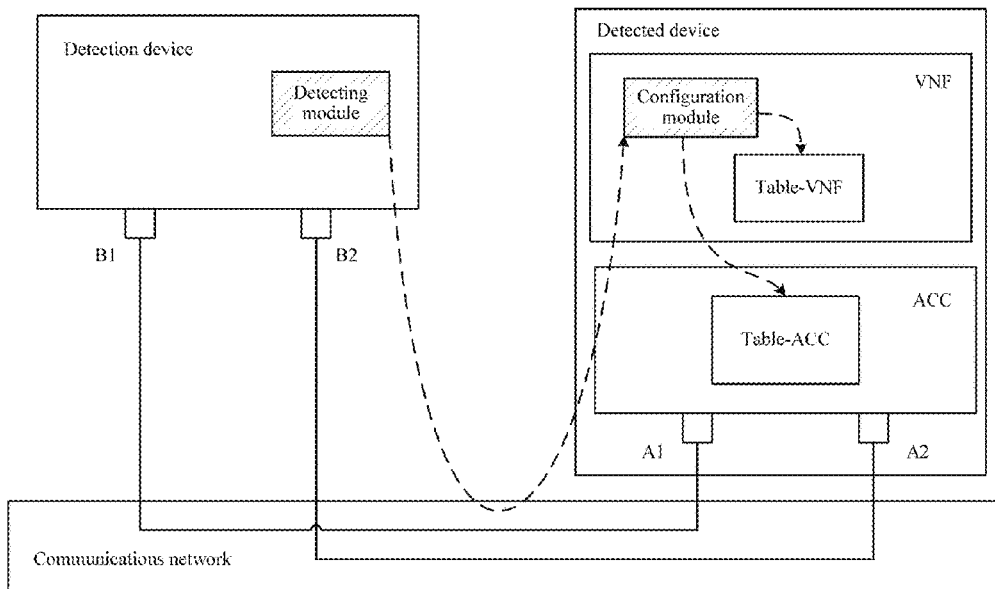 Detection device
Detecting
module
B1
B2
Detected device
VNF
Configuration
module
Table-VNF
ACC
Table-ACC
A1
A2
Communications network